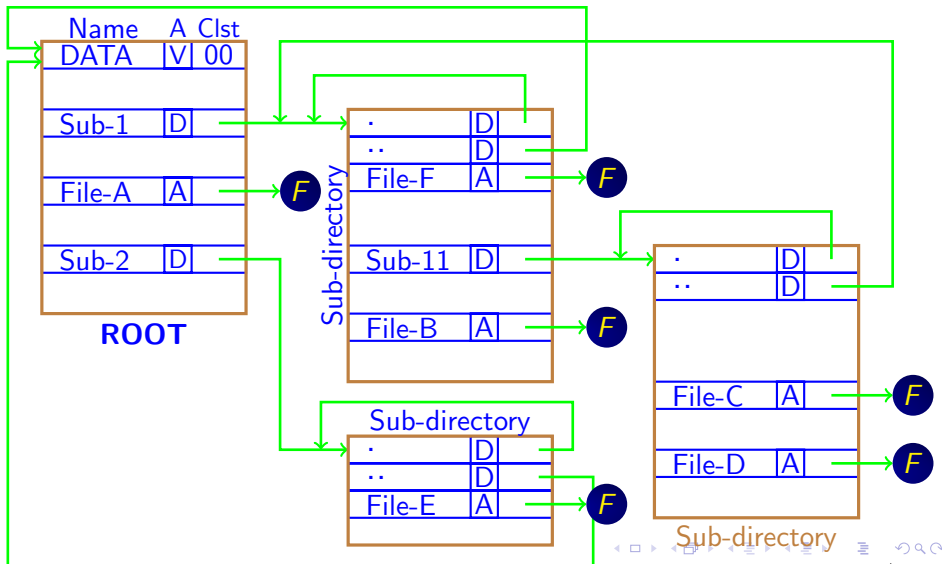 Name A Clst
DATA V 00
Sub-1 D
File-A A F
Sub-2 D
ROOT
Sub-directory
. D
.. D
File-F A F
Sub-11 D
File-B A F
Sub-directory
. D
.. D
File-E A F
. D
.. D
File-C A F
File-D A F
Sub-directory